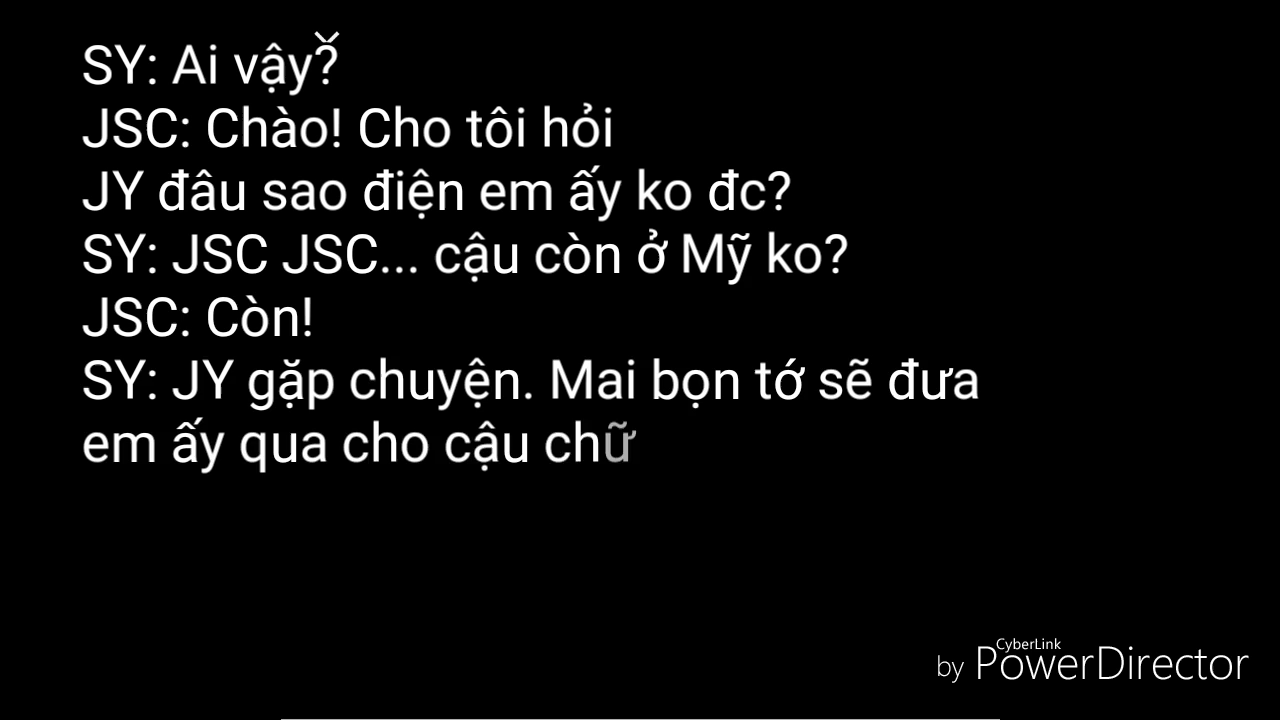 SY: Ai vậy?̌
JSC: Chào! Cho tôi hỏi
JY đâu sao điện em ấy ko đc?
SY: JSC JSC... cậu còn ở Mỹ ko?
JSC: Còn!
SY: JY gặp chuyện. Mai bọn tớ sẽ đưa
em ấy qua cho cậu chữ
CyberLink
by PowerDirector